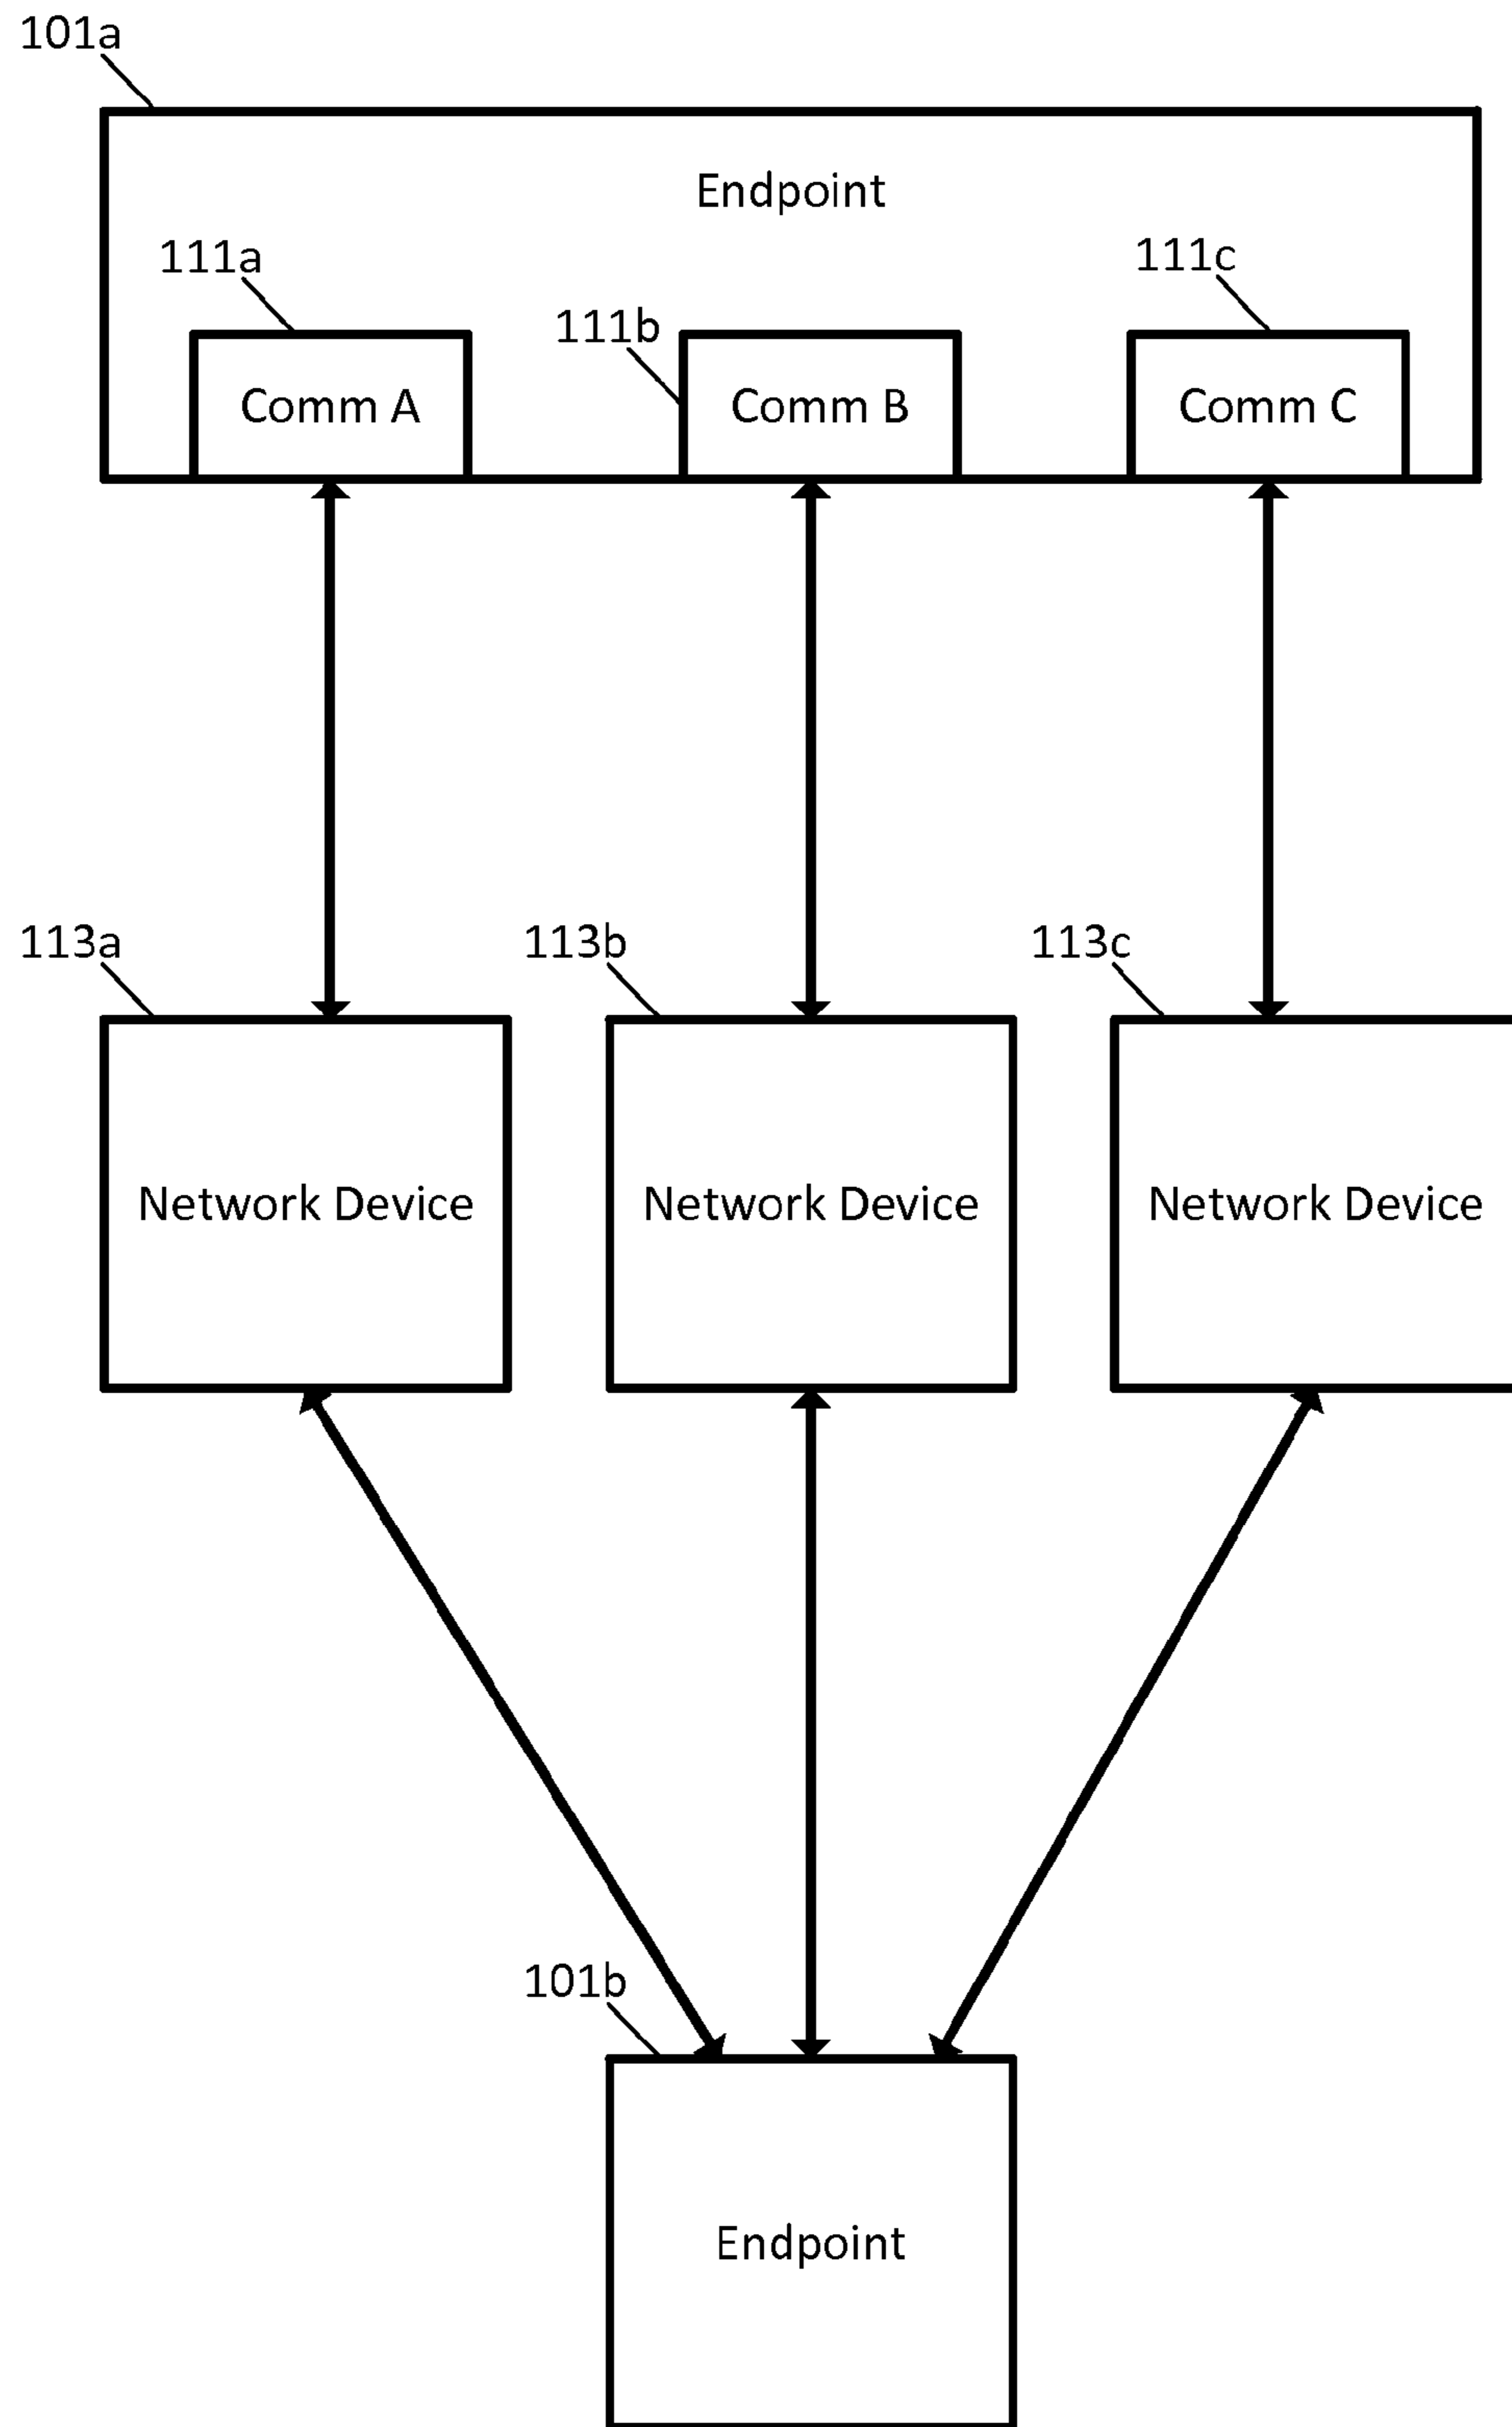 101a
Endpoint
111a
111b
111c
Comm A
Comm B
Comm C
113a
113b
113c
Network Device
Network Device
Network Device
101b
Endpoint